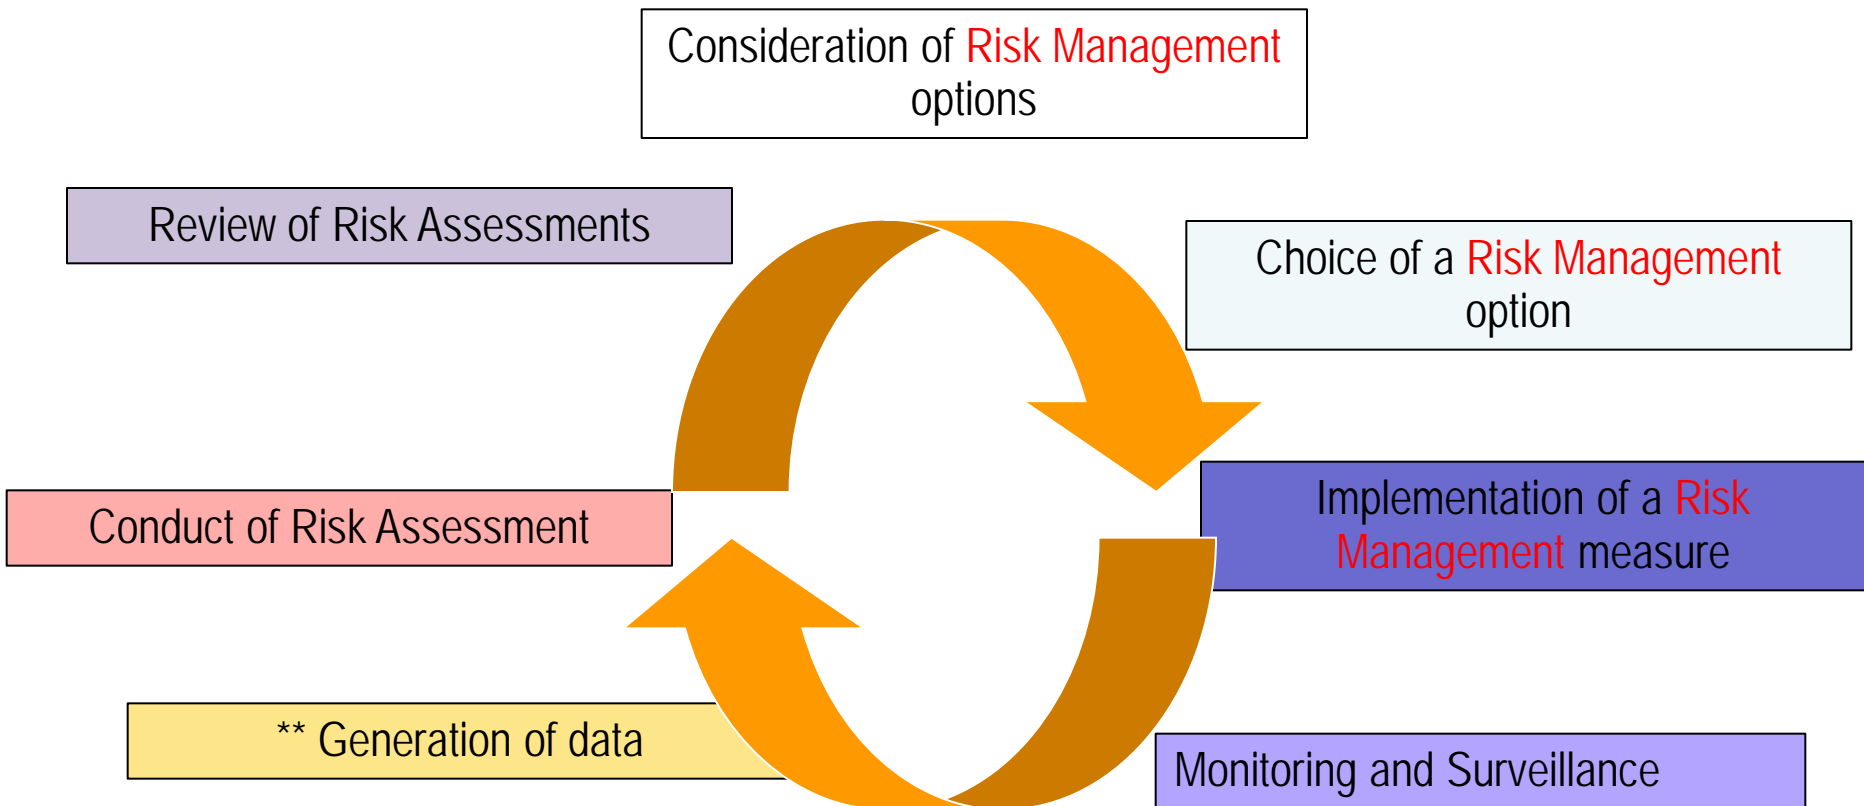 Consideration of Risk Management
options
Review of Risk Assessments
Choice of a Risk Management
option
Conduct of Risk Assessment
Implementation of a Risk
Management measure
** Generation of data
Monitoring and Surveillance